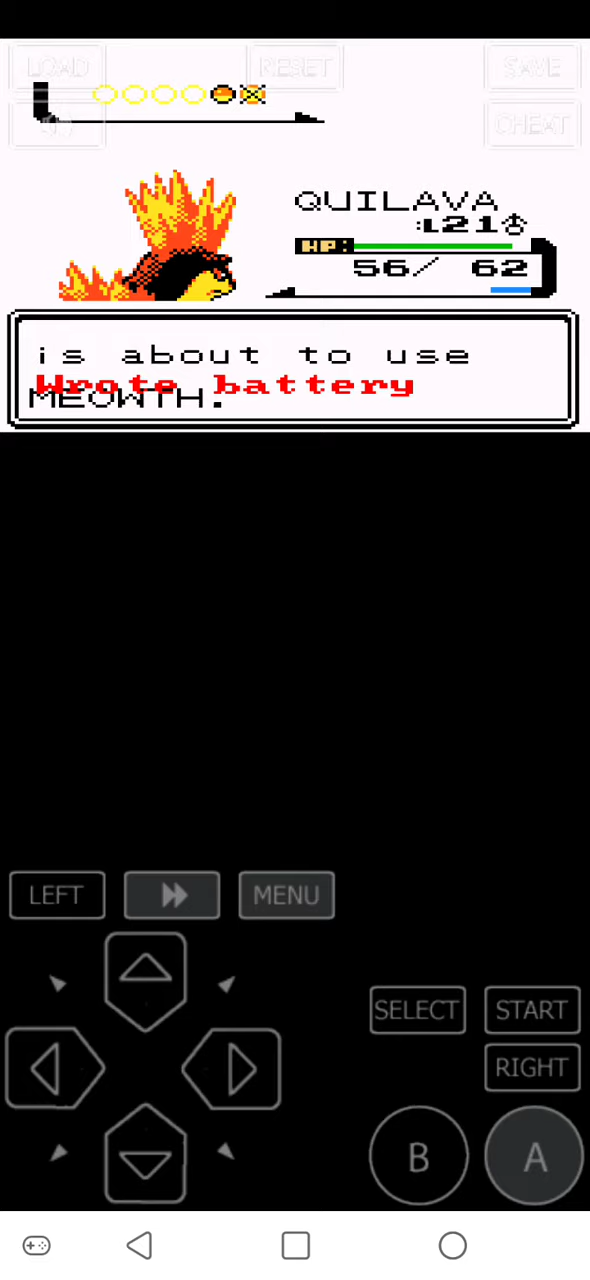 LOAD
RESET
SAVE
CHEAT
QUILAVA
:L21
HP:
56/ 62
is about to use
Wrote battery
MEOWTH.
LEFT
MENU
SELECT
START
RIGHT
B
A